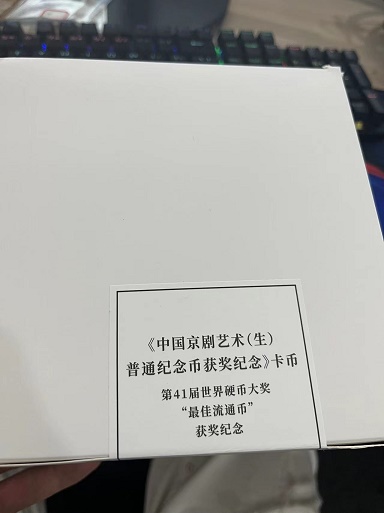 《中国京剧艺术(生)
普通纪念币获奖纪念》卡币
第41届世界硬币大奖
“最佳流通币”
获奖纪念